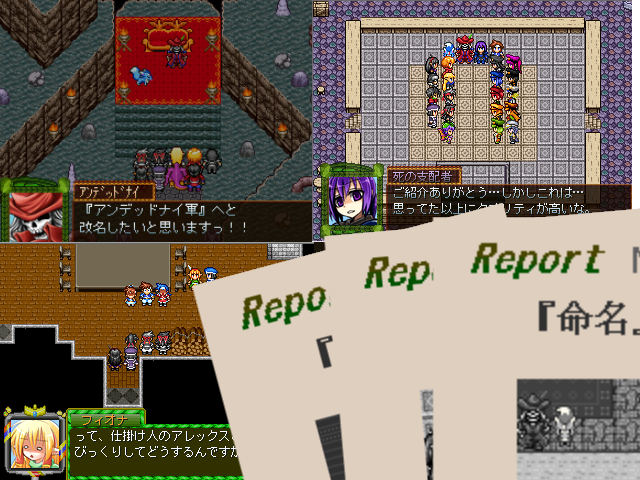 アンデッドナイ
『アンデッドナイ軍』へと
改名したいと思いますっ！！
死の支配者
ご紹介ありがとう…しかしこれは…
思ってた以上にクオリティが高いな。
Report
Repo
Repo
『命名』
『
フィオナ
って、仕掛け人のアレックスさ
びっくりしてどうするんですか